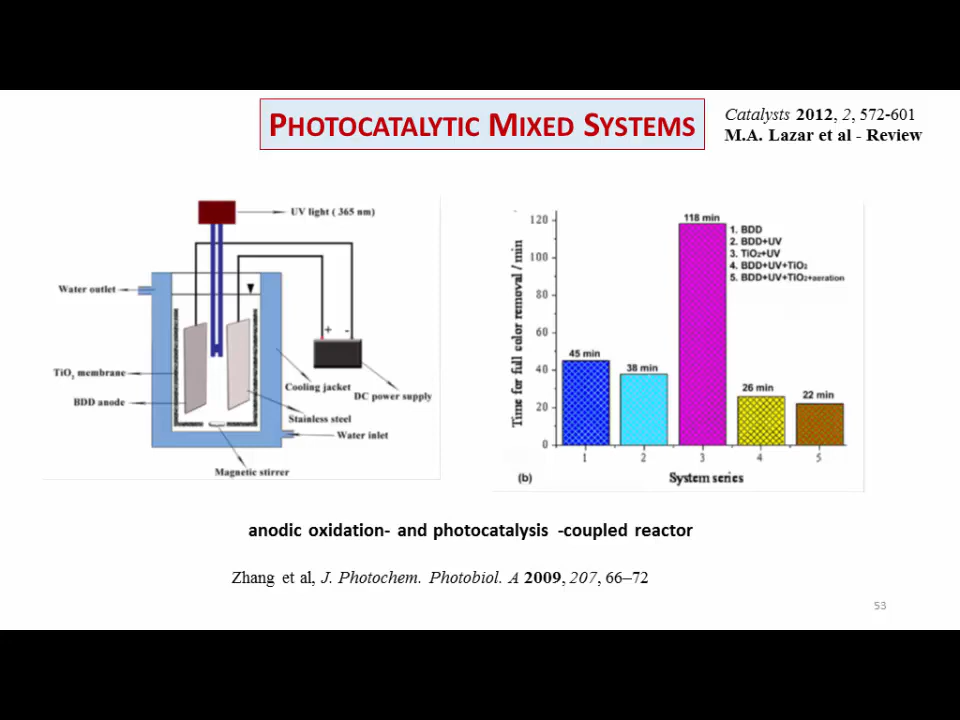 PHOTOCATALYTIC MIXED SYSTEMS
Catalysts 2012, 2, 572-601
M.A. Lazar et al - Review
UV light ( 365 nm)
Water outlet
TiO2 membrane
BDD anode
+ -
Cooling jacket
DC power supply
Stainless steel
Water inlet
Magnetic stirrer
Time for full color removal / min
120
100
80
60
40
20
0
45 min
38 min
118 min
26 min
22 min
1. BDD
2. BDD+UV
3. TiO2+UV
4. BDD+UV+TiO2
5. BDD+UV+TiO2+aeration
1 2 3 4 5
(b)
System series
anodic oxidation- and photocatalysis -coupled reactor
Zhang et al, J. Photochem. Photobiol. A 2009, 207, 66–72
53